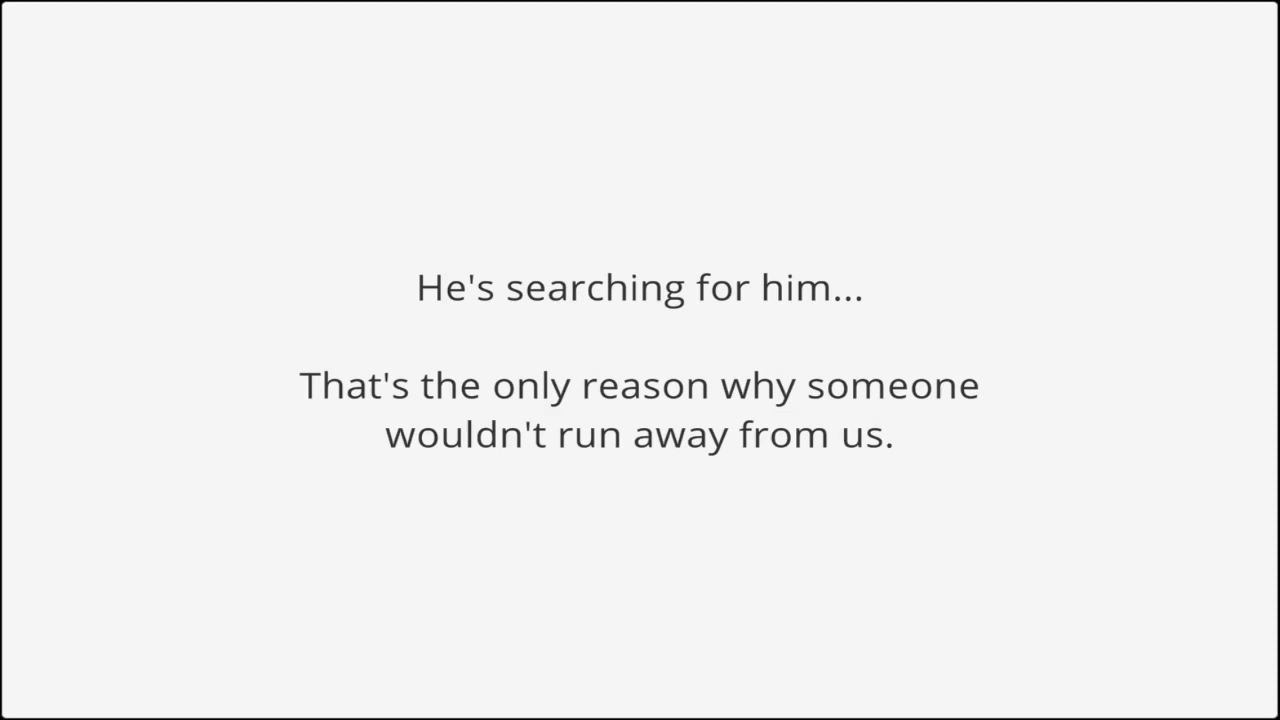 He's searching for him...
That's the only reason why someone
wouldn't run away from us.